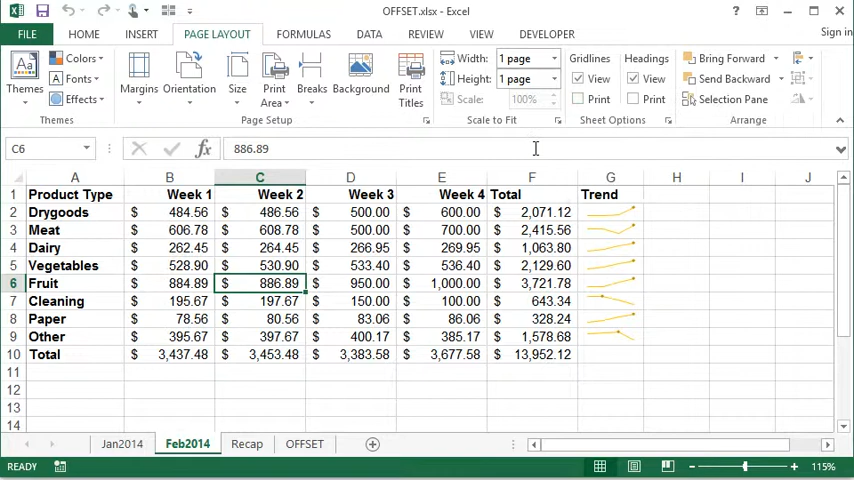 OFFSET.xlsx - Excel
FILE HOME INSERT PAGE LAYOUT FORMULAS DATA REVIEW VIEW DEVELOPER Sign in
Aa Colors Width: 1 page Gridlines Headings Bring Forward
Fonts Height: 1 page View View Send Backward
Themes Effects Margins Orientation Size Print Area Breaks Background Print Titles Scale: 100% Print Print Selection Pane
Page Setup Scale to Fit Sheet Options Arrange
C6 fx 886.89
A B C D E F G H I J
1 Product Type Week 1 Week 2 Week 3 Week 4 Total Trend
2 Drygoods $ 484.56 $ 486.56 $ 500.00 $ 600.00 $ 2,071.12
3 Meat $ 606.78 $ 608.78 $ 500.00 $ 700.00 $ 2,415.56
4 Dairy $ 262.45 $ 264.45 $ 266.95 $ 269.95 $ 1,063.80
5 Vegetables $ 528.90 $ 530.90 $ 533.40 $ 536.40 $ 2,129.60
6 Fruit $ 884.89 $ 886.89 $ 950.00 $ 1,000.00 $ 3,721.78
7 Cleaning $ 195.67 $ 197.67 $ 150.00 $ 100.00 $ 643.34
8 Paper $ 78.56 $ 80.56 $ 83.06 $ 86.06 $ 328.24
9 Other $ 395.67 $ 397.67 $ 400.17 $ 385.17 $ 1,578.68
10 Total $ 3,437.48 $ 3,453.48 $ 3,383.58 $ 3,677.58 $ 13,952.12
11
12
13
14
Jan2014 Feb2014 Recap OFFSET
READY 115%